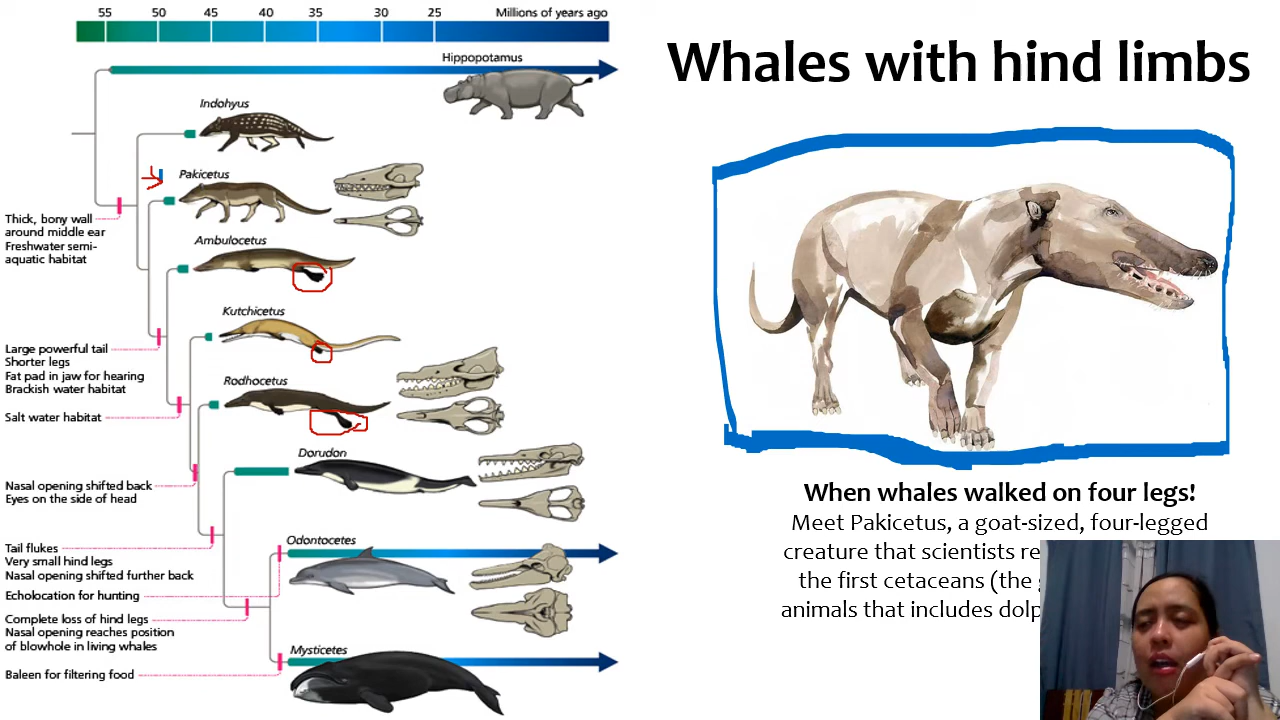 55 50 45 40 35 30 25 Millions of years ago
Hippopotamus
Indohyus
Pakicetus
Thick, bony wall
around middle ear
Freshwater semi-
aquatic habitat
Ambulocetus
Kutchicetus
Large powerful tail
Shorter legs
Fat pad in jaw for hearing
Brackish water habitat
Rodhocetus
Salt water habitat
Dorudon
Nasal opening shifted back
Eyes on the side of head
Odontocetes
Tail flukes
Very small hind legs
Nasal opening shifted further back
Echolocation for hunting
Complete loss of hind legs
Nasal opening reaches position
of blowhole in living whales
Mysticetes
Baleen for filtering food
Whales with hind limbs
When whales walked on four legs!
Meet Pakicetus, a goat-sized, four-legged
creature that scientists
the first cetaceans (the
animals that includes